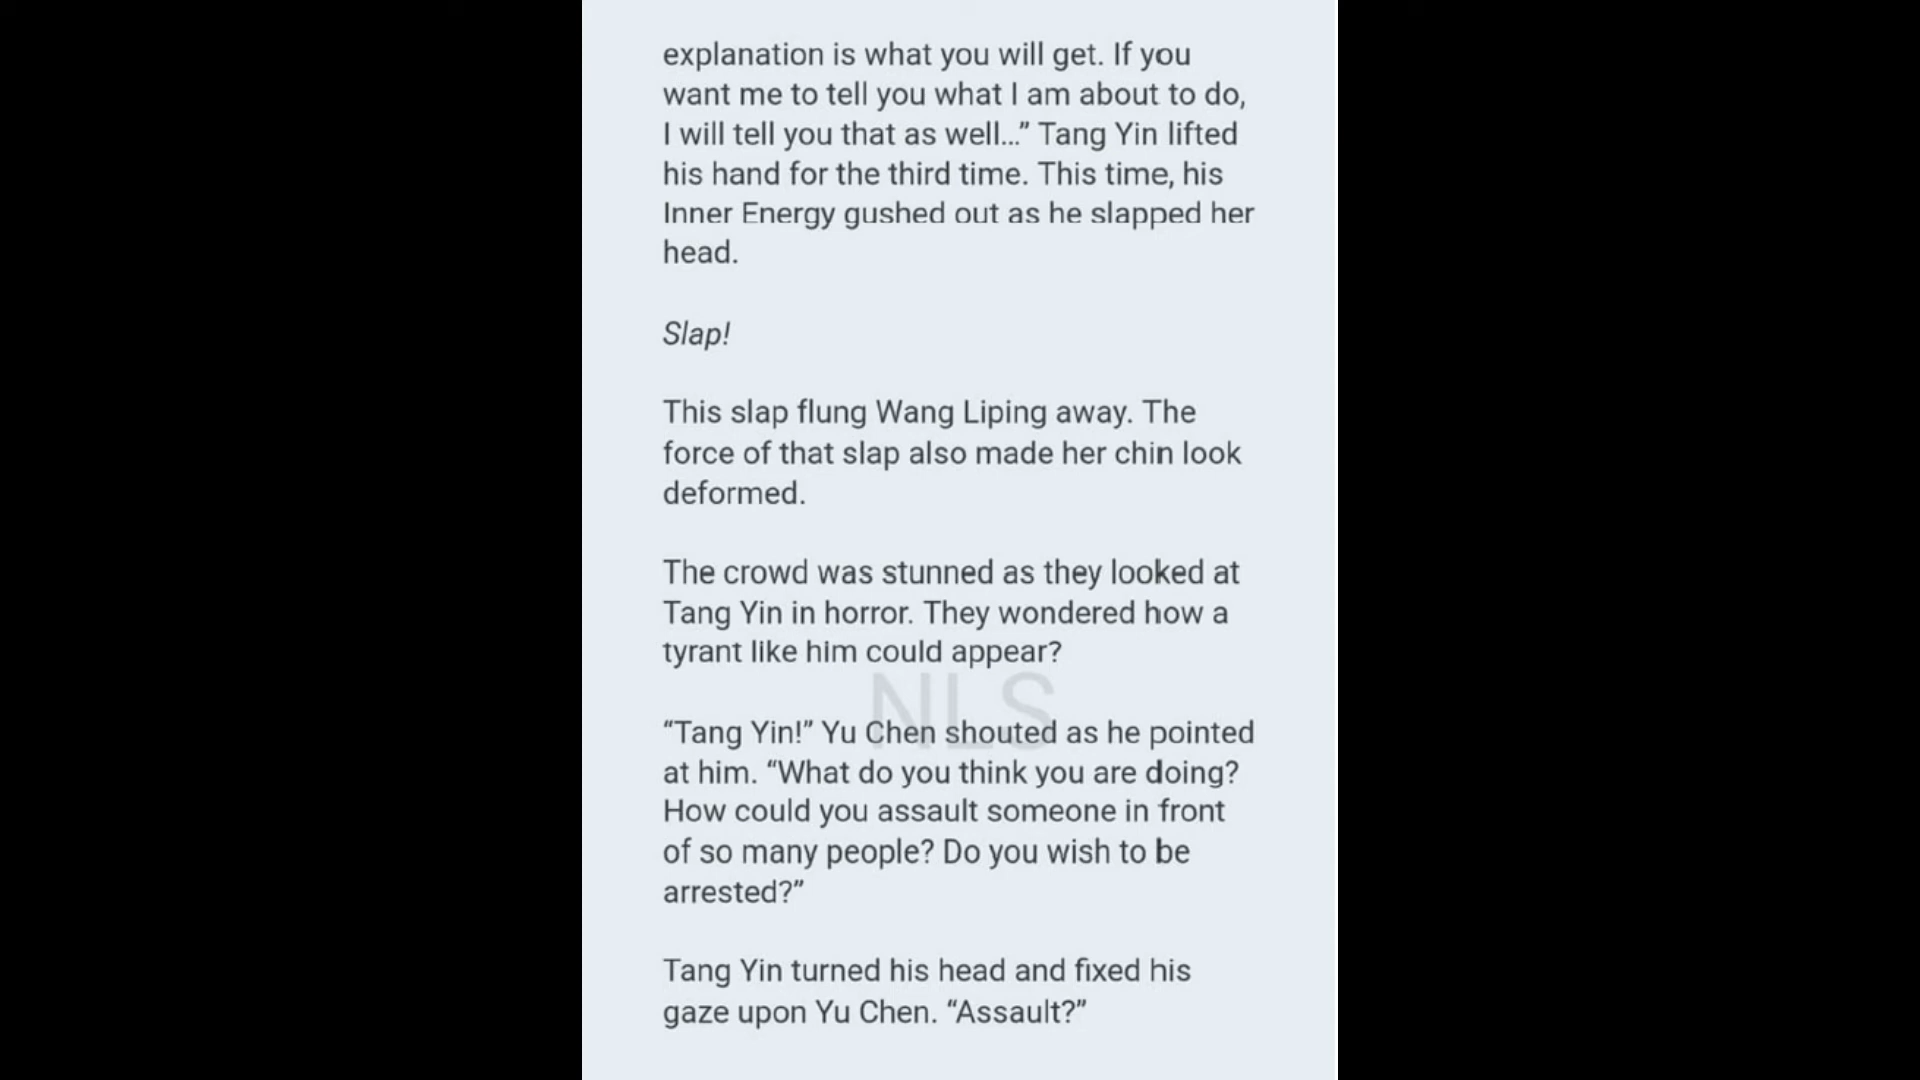 explanation is what you will get. If you
want me to tell you what I am about to do,
I will tell you that as well…” Tang Yin lifted
his hand for the third time. This time, his
Inner Energy gushed out as he slapped her
head.
Slap!
This slap flung Wang Liping away. The
force of that slap also made her chin look
deformed.
The crowd was stunned as they looked at
Tang Yin in horror. They wondered how a
tyrant like him could appear?
NLS
“Tang Yin!” Yu Chen shouted as he pointed
at him. “What do you think you are doing?
How could you assault someone in front
of so many people? Do you wish to be
arrested?”
Tang Yin turned his head and fixed his
gaze upon Yu Chen. “Assault?”